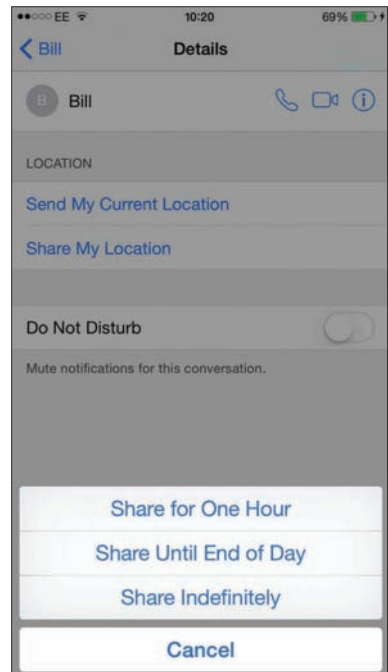 EE 10:20 69%
Bill Details
B Bill
LOCATION
Send My Current Location
Share My Location
Do Not Disturb
Mute notifications for this conversation.
Share for One Hour
Share Until End of Day
Share Indefinitely
Cancel